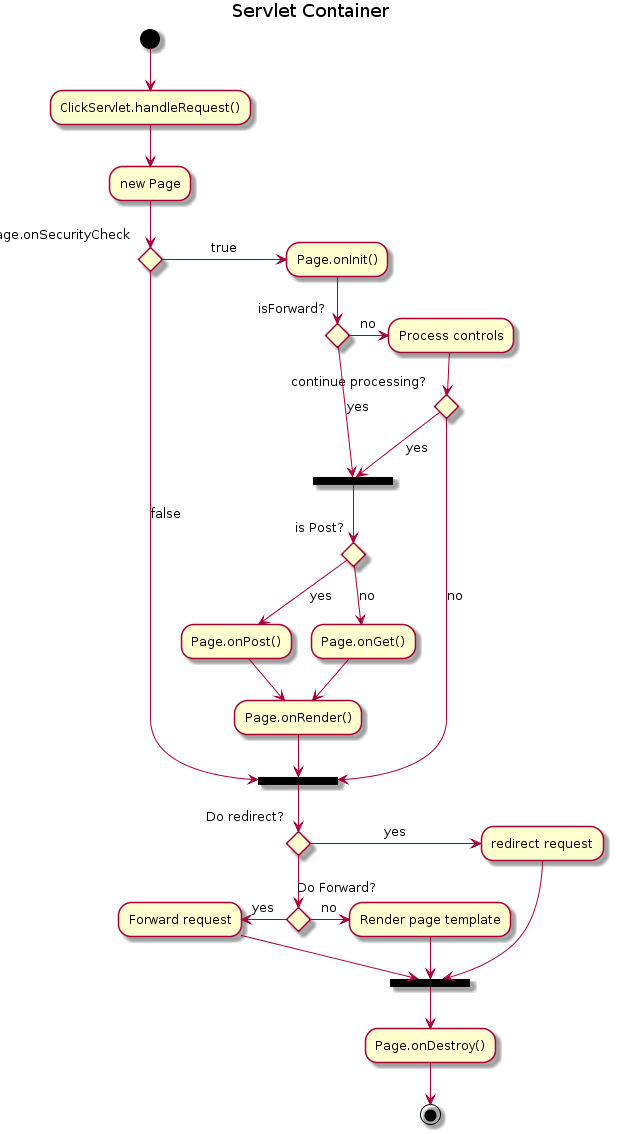 Servlet Container
ClickServlet.handleRequest()
new Page
age.onSecurityCheck
true
Page.onInit()
isForward?
no
Process controls
continue processing?
yes
yes
false
is Post?
yes
no
no
Page.onPost()
Page.onGet()
Page.onRender()
Do redirect?
yes
redirect request
Do Forward?
yes
no
Forward request
Render page template
Page.onDestroy()